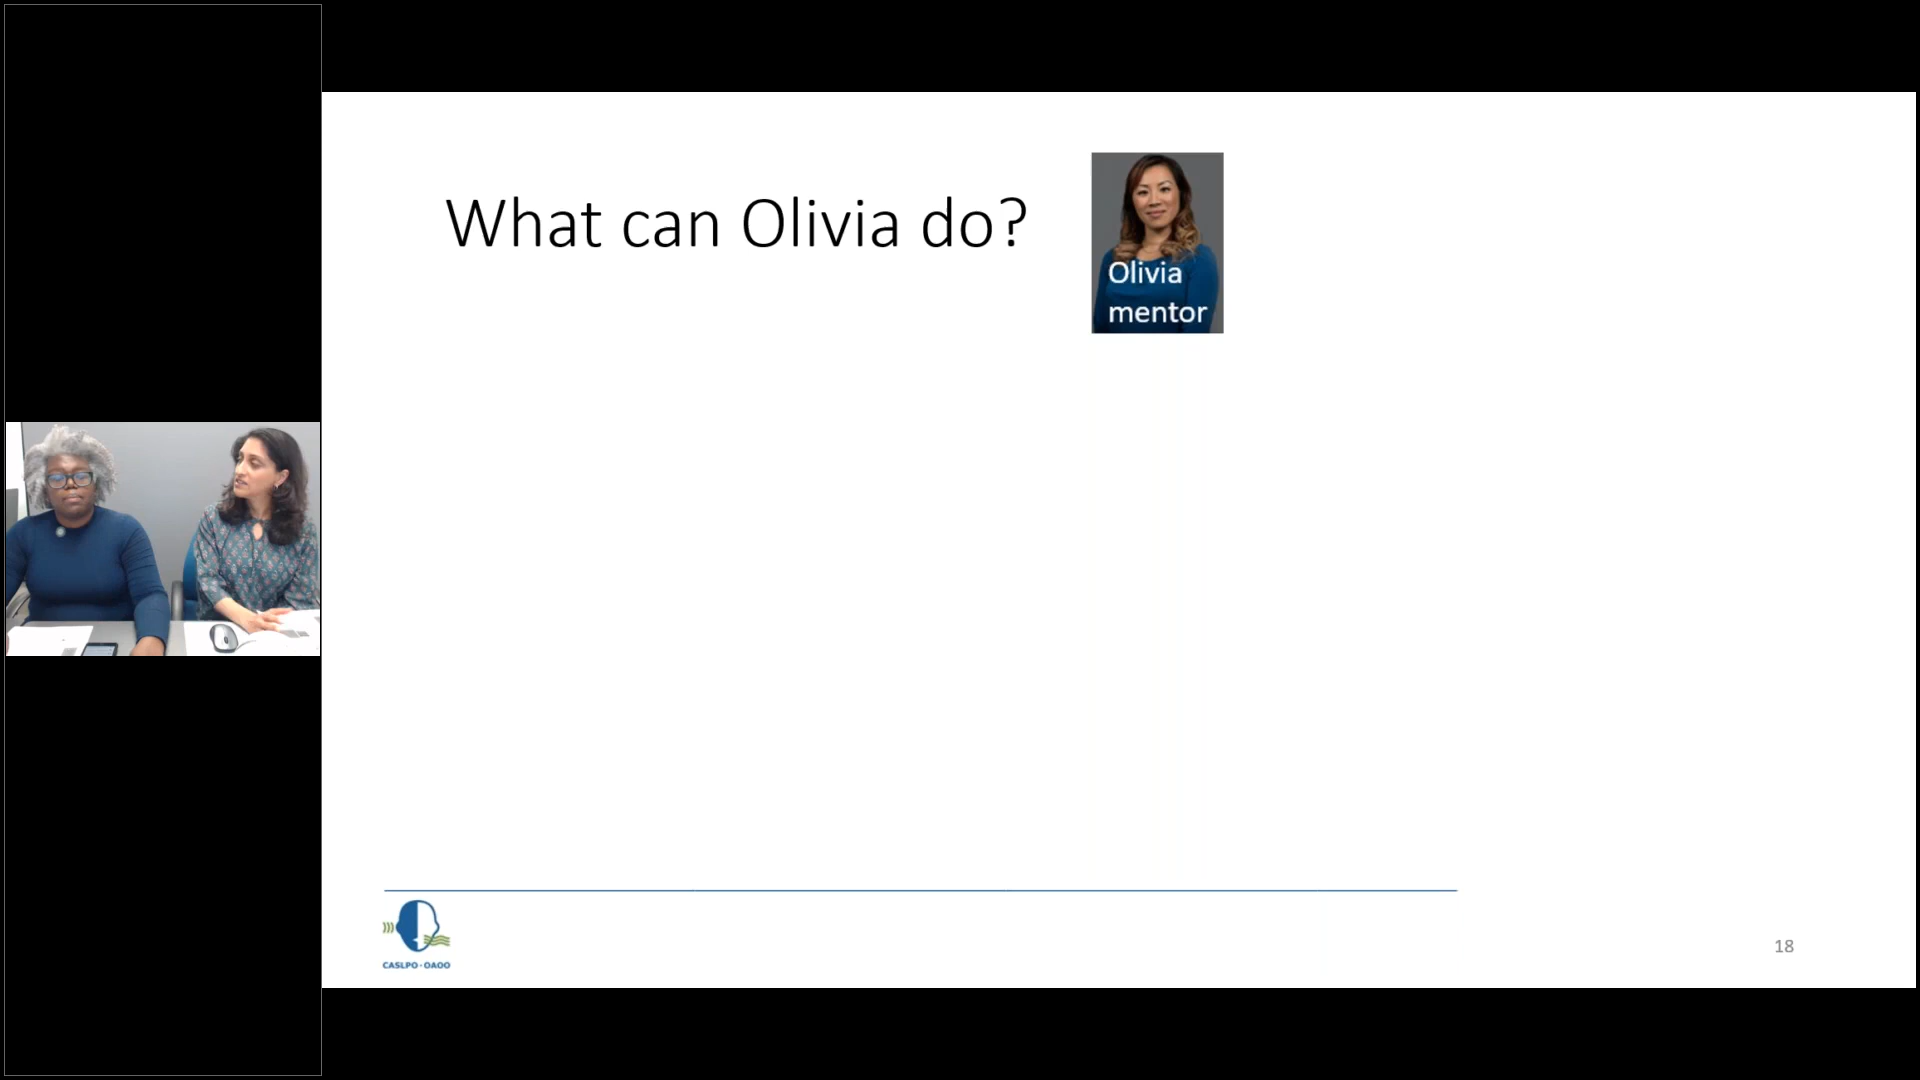 What can Olivia do?
Olivia
mentor
CASLPO·OAOO
18